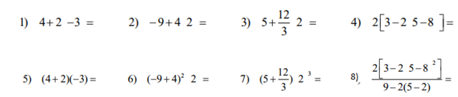 1) 4+2 −3 = 2) −9+4 2 = 3) 5+12/3 2 = 4) 2[3−2 5−8 ]=
5) (4+2)(−3)= 6) (−9+4)² 2 = 7) (5+12/3) 2 ³ = 8), 2[3−2 5−8 ²]/9−2(5−2) =